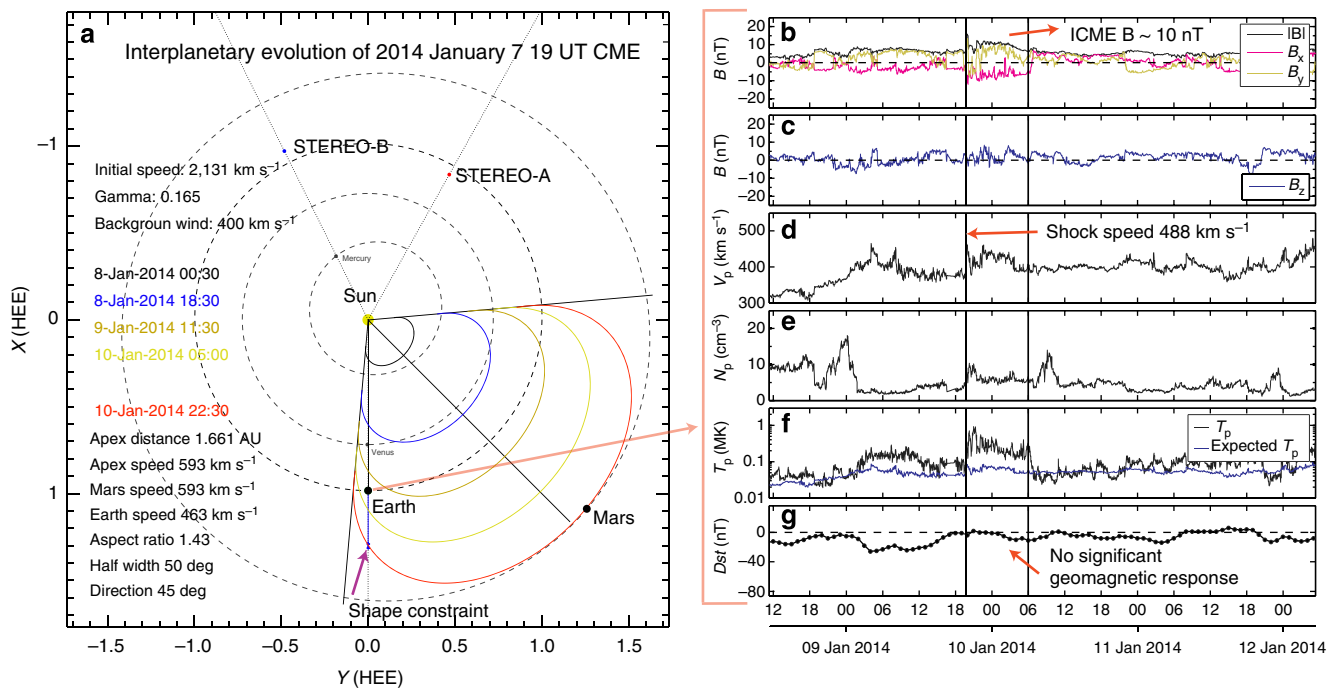 a
Interplanetary evolution of 2014 January 7 19 UT CME
STEREO-B
STEREO-A
Initial speed: 2,131 km s⁻¹
Gamma: 0.165
Backgroun wind: 400 km s⁻¹
Mercury
8-Jan-2014 00:30
Sun
8-Jan-2014 18:30
9-Jan-2014 11:30
10-Jan-2014 05:00
10-Jan-2014 22:30
Apex distance 1.661 AU
Venus
Apex speed 593 km s⁻¹
Mars speed 593 km s⁻¹
Earth
Mars
Earth speed 463 km s⁻¹
Aspect ratio 1.43
Half width 50 deg
Direction 45 deg
Shape constraint
−1
0
1
X (HEE)
−1.5 −1.0 −0.5 0.0 0.5 1.0 1.5
Y (HEE)
b
ICME B ~ 10 nT
|B|
Bx
By
20
10
0
−10
−20
B (nT)
c
20
10
0
−10
−20
B (nT)
Bz
d
Shock speed 488 km s⁻¹
500
400
300
Vp (km s⁻¹)
e
20
10
0
Np (cm⁻³)
f
Tp
Expected Tp
1.00
0.10
0.01
Tp (MK)
g
0
−40
−80
Dst (nT)
No significant
geomagnetic response
12 18 00 06 12 18 00 06 12 18 00 06 12 18 00
09 Jan 2014 10 Jan 2014 11 Jan 2014 12 Jan 2014